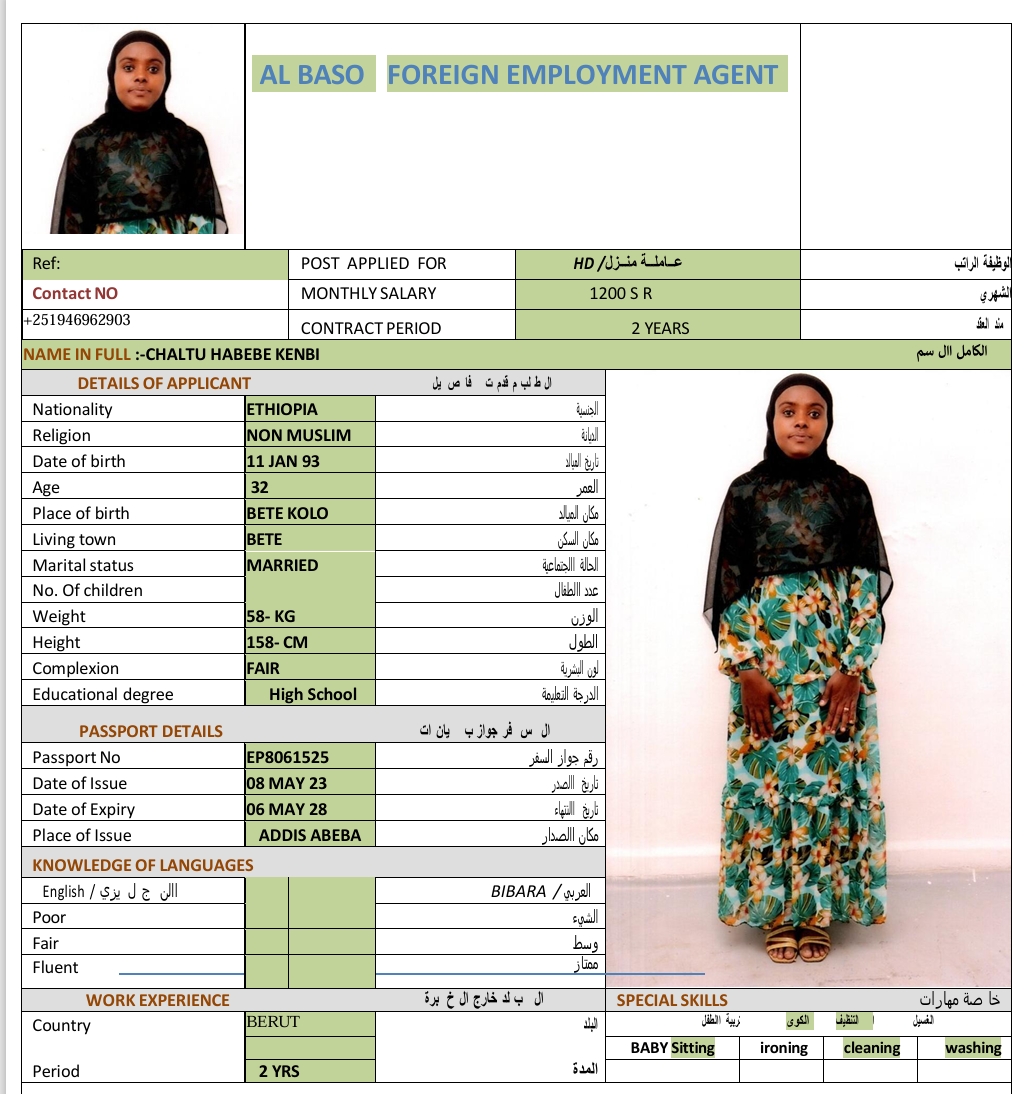 AL BASO FOREIGN EMPLOYMENT AGENT
Ref: POST APPLIED FOR HD /عـاملـة منـزل الوظيفة الراتب
Contact NO MONTHLY SALARY 1200 S R الشهري
+251946962903 CONTRACT PERIOD 2 YEARS مند العقد
NAME IN FULL :-CHALTU HABEBE KENBI الكامل اال سم
DETAILS OF APPLICANT ال ط لب م قدم ت فا ص يل
Nationality ETHIOPIA الجنسية
Religion NON MUSLIM الديانة
Date of birth 11 JAN 93 تاريخ الميالد
Age 32 العمر
Place of birth BETE KOLO مكان الميالد
Living town BETE مكان السكن
Marital status MARRIED الحالة االجتماعية
No. Of children عدد االطفال
Weight 58- KG الوزن
Height 158- CM الطول
Complexion FAIR لون البشرية
Educational degree High School الدرجة التعليمة
PASSPORT DETAILS ال س فر جواز ب يان ات
Passport No EP8061525 رقم جواز السفر
Date of Issue 08 MAY 23 تاريخ االصدر
Date of Expiry 06 MAY 28 تاريخ االنتهاء
Place of Issue ADDIS ABEBA مكان االصدار
KNOWLEDGE OF LANGUAGES
English / االن ج ل يزي BIBARA / العربي
Poor الشيء
Fair وسط
Fluent ممتاز
WORK EXPERIENCE ال ب لد خارج ال خ برة SPECIAL SKILLS خا صة مهارات
Country BERUT البلد تربية الطفل الكوى التنظيف الغسيل
BABY Sitting ironing cleaning washing
Period 2 YRS المدة